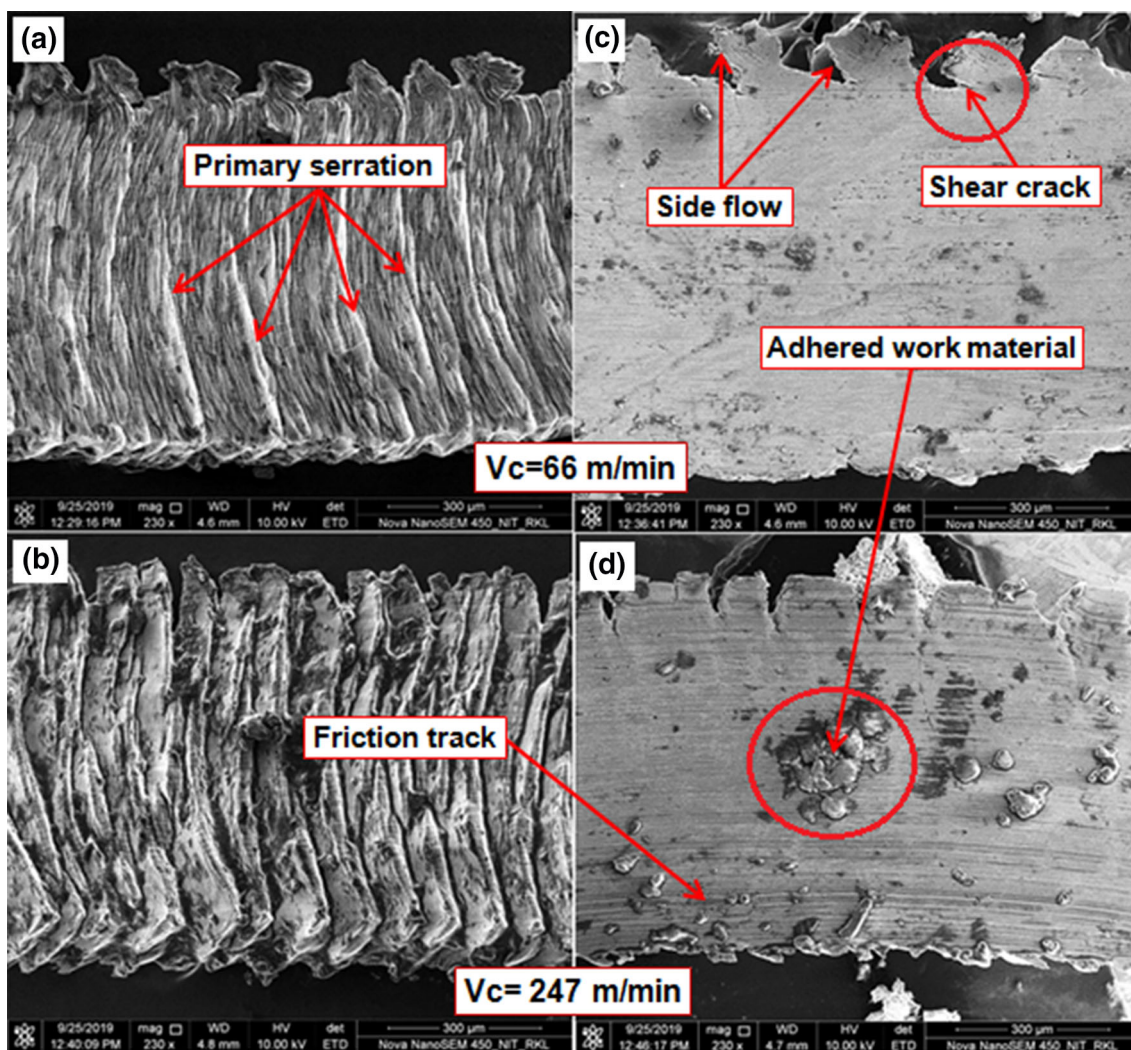 (a)
Primary serration
(c)
Side flow
Shear crack
Adhered work material
Vc=66 m/min
9/25/2019 mag WD HV det 300 µm
12:29:16 PM 230 x 4.6 mm 10.00 kV ETD Nova NanoSEM 450_NIT_RKL
9/25/2019 mag WD HV det 300 µm
12:36:41 PM 230 x 4.6 mm 10.00 kV ETD Nova NanoSEM 450_NIT_RKL
(b)
Friction track
(d)
Vc= 247 m/min
9/25/2019 mag WD HV det 300 µm
12:40:09 PM 230 x 4.8 mm 10.00 kV ETD Nova NanoSEM 450_NIT_RKL
9/25/2019 mag WD HV det 300 µm
12:46:17 PM 230 x 4.7 mm 10.00 kV ETD Nova NanoSEM 450_NIT_RKL